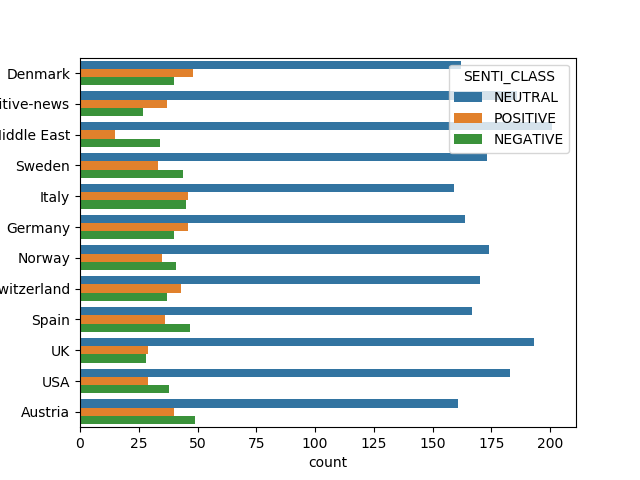 SENTI_CLASS
NEUTRAL
POSITIVE
NEGATIVE
Denmark
itive-news
iddle East
Sweden
Italy
Germany
Norway
witzerland
Spain
UK
USA
Austria
0 25 50 75 100 125 150 175 200
count